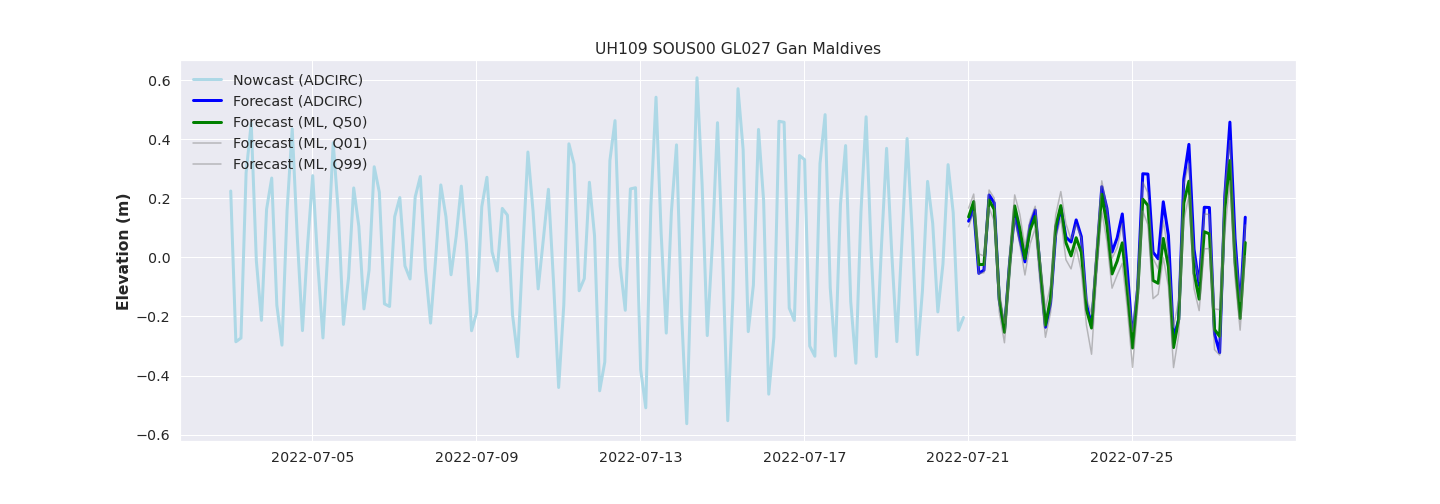 UH109 SOUS00 GL027 Gan Maldives
Nowcast (ADCIRC)
Forecast (ADCIRC)
Forecast (ML, Q50)
Forecast (ML, Q01)
Forecast (ML, Q99)
Elevation (m)
0.6
0.4
0.2
0.0
−0.2
−0.4
−0.6
2022-07-05
2022-07-09
2022-07-13
2022-07-17
2022-07-21
2022-07-25